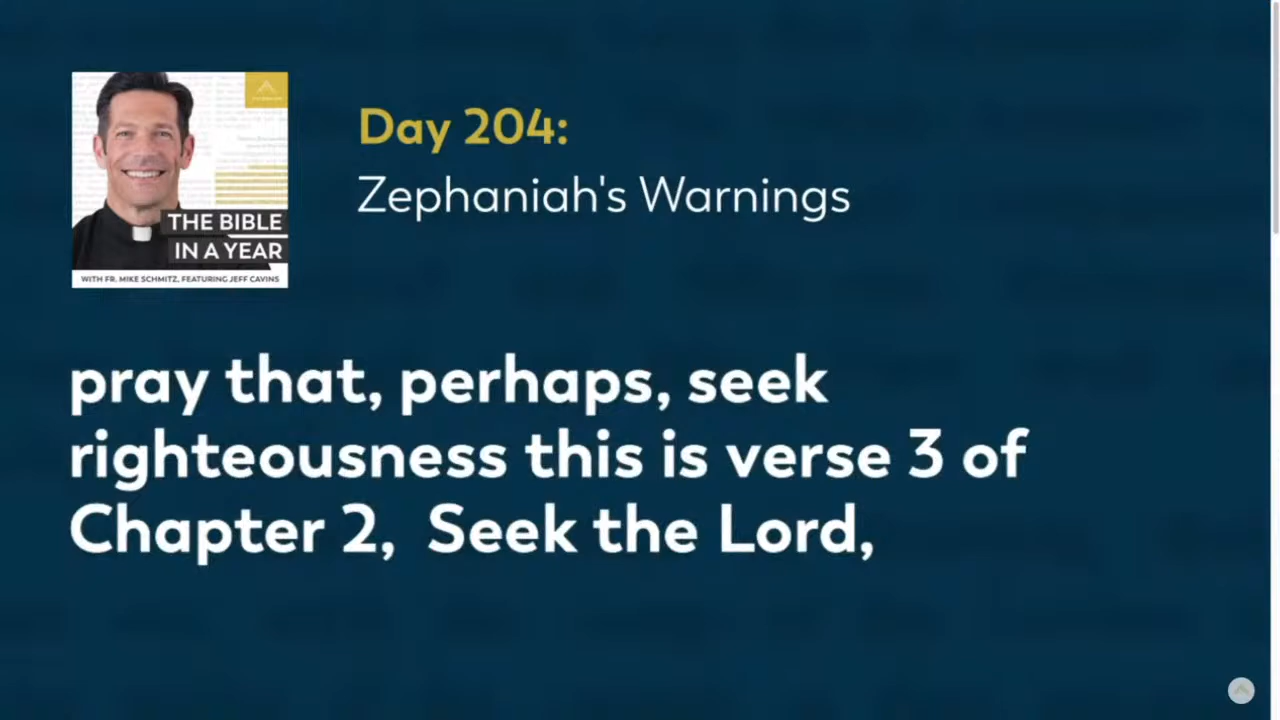 Day 204:
Zephaniah's Warnings
THE BIBLE
IN A YEAR
WITH FR. MIKE SCHMITZ, FEATURING JEFF CAVINS
pray that, perhaps, seek
righteousness this is verse 3 of
Chapter 2, Seek the Lord,